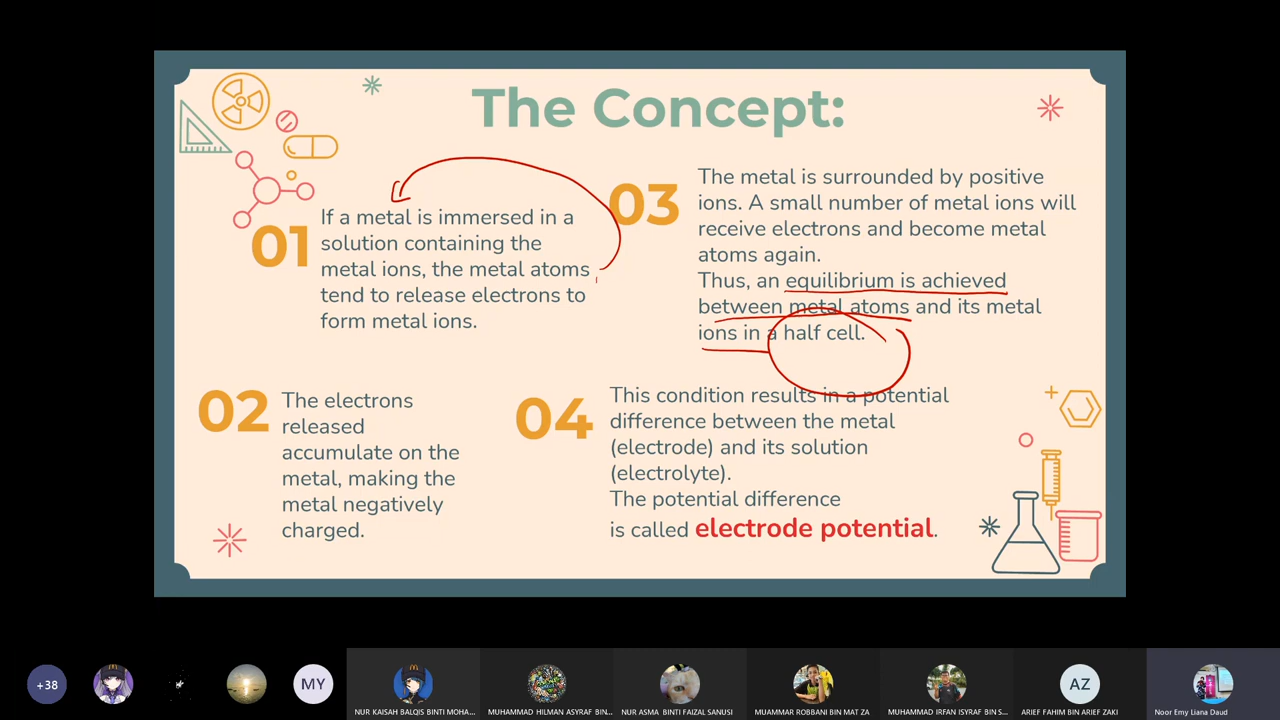 The Concept:
01
If a metal is immersed in a
solution containing the
metal ions, the metal atoms
tend to release electrons to
form metal ions.
02
The electrons
released
accumulate on the
metal, making the
metal negatively
charged.
03
The metal is surrounded by positive
ions. A small number of metal ions will
receive electrons and become metal
atoms again.
Thus, an equilibrium is achieved
between metal atoms and its metal
ions in a half cell.
04
This condition results in a potential
difference between the metal
(electrode) and its solution
(electrolyte).
The potential difference
is called electrode potential.
+38
MY
NUR KAISAH BALQIS BINTI MOHA...
MUHAMMAD HILMAN ASYRAF BIN...
NUR ASMA BINTI FAIZAL SANUSI
MUAMMAR ROBBANI BIN MAT ZA
MUHAMMAD IRFAN ISYRAF BIN S...
AZ
ARIEF FAHIM BIN ARIEF ZAKI
Noor Emy Liana Daud